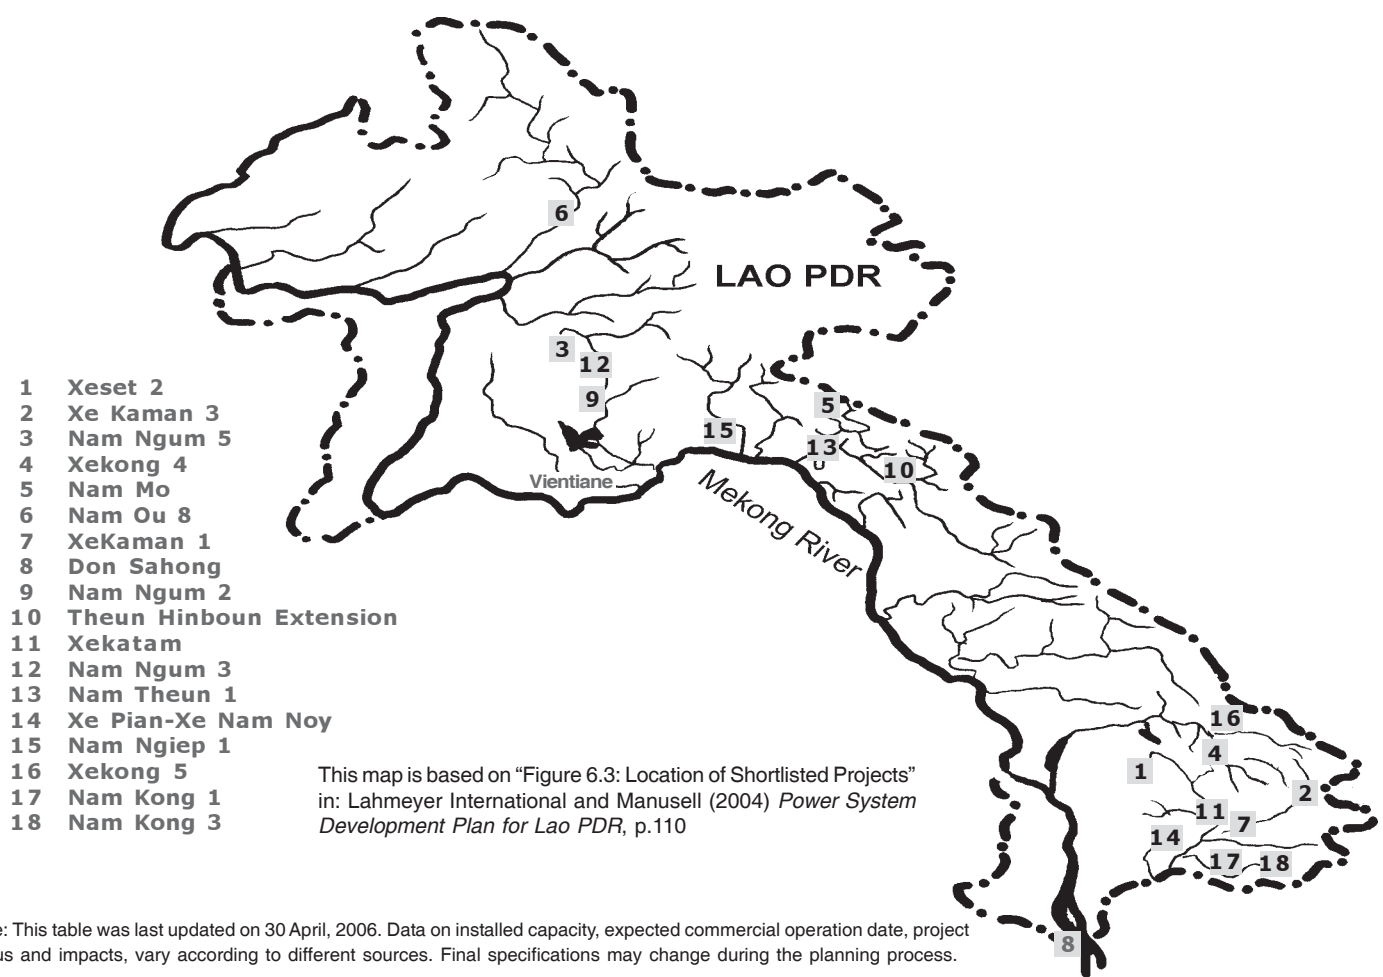 6
LAO PDR
3
12
9
5
15
13
10
Vientiane
Mekong River
1 Xeset 2
2 Xe Kaman 3
3 Nam Ngum 5
4 Xekong 4
5 Nam Mo
6 Nam Ou 8
7 XeKaman 1
8 Don Sahong
9 Nam Ngum 2
10 Theun Hinboun Extension
11 Xekatam
12 Nam Ngum 3
13 Nam Theun 1
14 Xe Pian-Xe Nam Noy
15 Nam Ngiep 1
16 Xekong 5
17 Nam Kong 1
18 Nam Kong 3
16
4
1
2
11
7
14
17
18
8
This map is based on “Figure 6.3: Location of Shortlisted Projects”
in: Lahmeyer International and Manusell (2004) Power System
Development Plan for Lao PDR, p.110
e: This table was last updated on 30 April, 2006. Data on installed capacity, expected commercial operation date, project
us and impacts, vary according to different sources. Final specifications may change during the planning process.